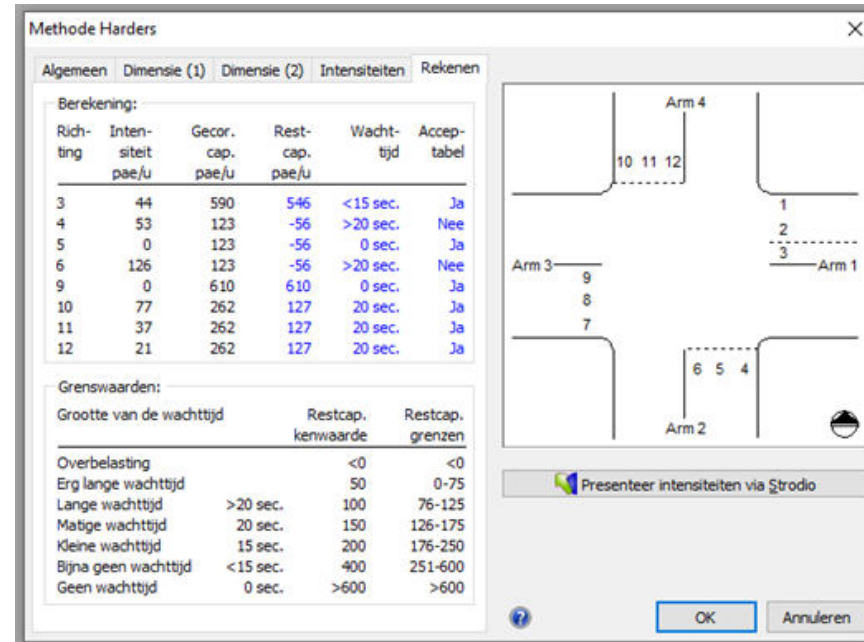 Methode Harders
Algemeen Dimensie (1) Dimensie (2) Intensiteiten Rekenen
Berekening:
Rich- Inten- Gecor. Rest- Wacht- Accep-
ting siteit cap. cap. tijd tabel
pae/u pae/u pae/u
3 44 590 546 <15 sec. Ja
4 53 123 -56 >20 sec. Nee
5 0 123 -56 0 sec. Ja
6 126 123 -56 >20 sec. Nee
9 0 610 610 0 sec. Ja
10 77 262 127 20 sec. Ja
11 37 262 127 20 sec. Ja
12 21 262 127 20 sec. Ja
Grenswaarden:
Grootte van de wachttijd Restcap. Restcap.
kenwaarde grenzen
Overbelasting <0 <0
Erg lange wachttijd 50 0-75
Lange wachttijd >20 sec. 100 76-125
Matige wachttijd 20 sec. 150 126-175
Kleine wachttijd 15 sec. 200 176-250
Bijna geen wachttijd <15 sec. 400 251-600
Geen wachttijd 0 sec. >600 >600
Arm 4
10 11 12
1
2
3
Arm 3
Arm 1
9
8
7
6 5 4
Arm 2
Presenteer intensiteiten via Strodio
OK Annuleren